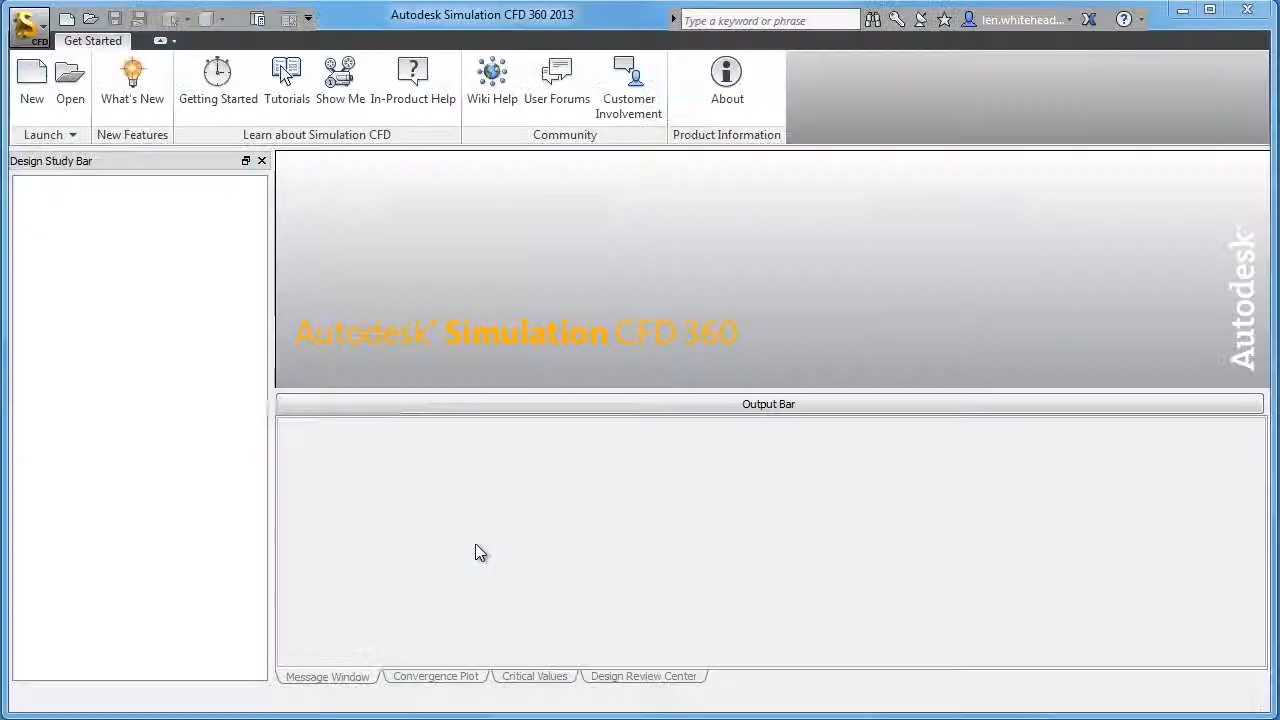 Autodesk Simulation CFD 360 2013
Type a keyword or phrase
len.whitehead...
CFD
Get Started
New
Open
What's New
Getting Started
Tutorials
Show Me
In-Product Help
Wiki Help
User Forums
Customer
Involvement
About
Launch
New Features
Learn about Simulation CFD
Community
Product Information
Design Study Bar
Autodesk® Simulation CFD 360
Autodesk®
Output Bar
Message Window
Convergence Plot
Critical Values
Design Review Center